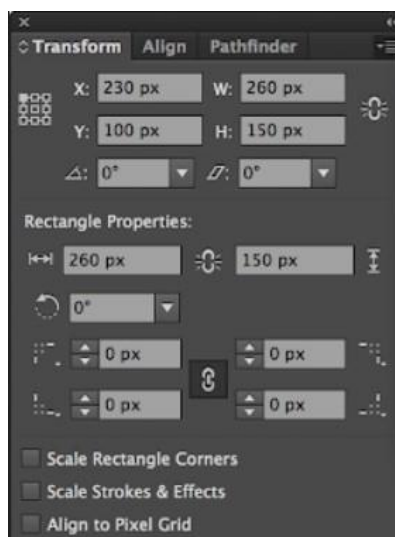 Transform Align Pathfinder
X: 230 px W: 260 px
Y: 100 px H: 150 px
0° 0°
Rectangle Properties:
260 px 150 px
0°
0 px 0 px
0 px 0 px
Scale Rectangle Corners
Scale Strokes & Effects
Align to Pixel Grid